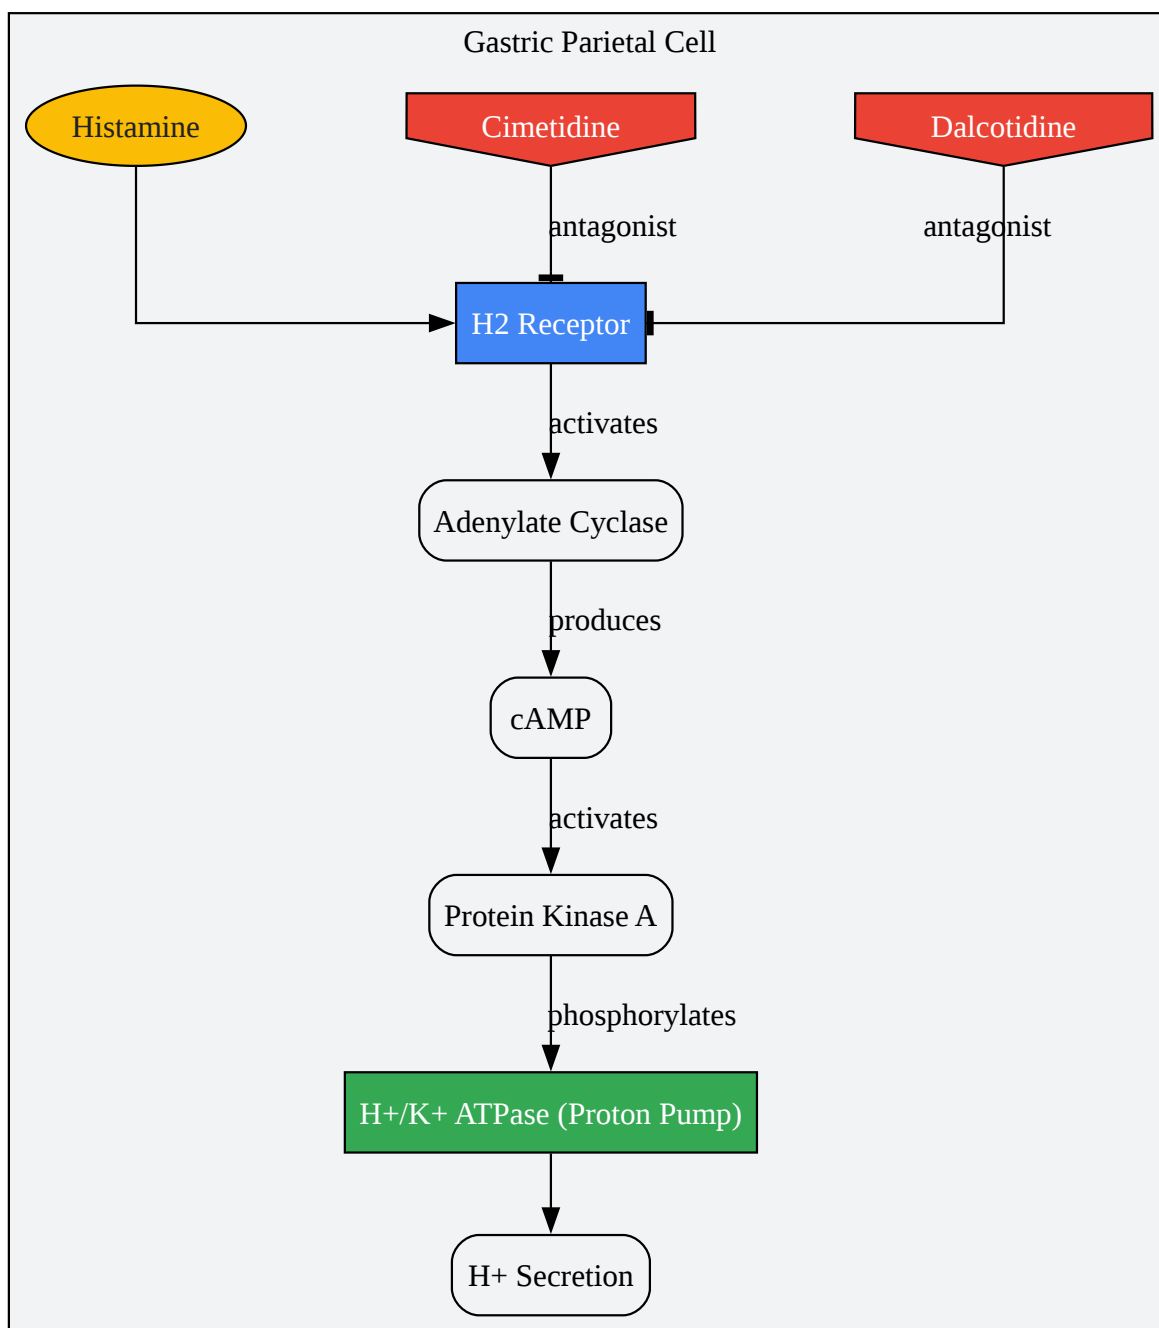 Gastric Parietal Cell
Histamine
Cimetidine
Dalcotidine
antagonist
antagonist
H2 Receptor
activates
Adenylate Cyclase
produces
cAMP
activates
Protein Kinase A
phosphorylates
H+/K+ ATPase (Proton Pump)
H+ Secretion